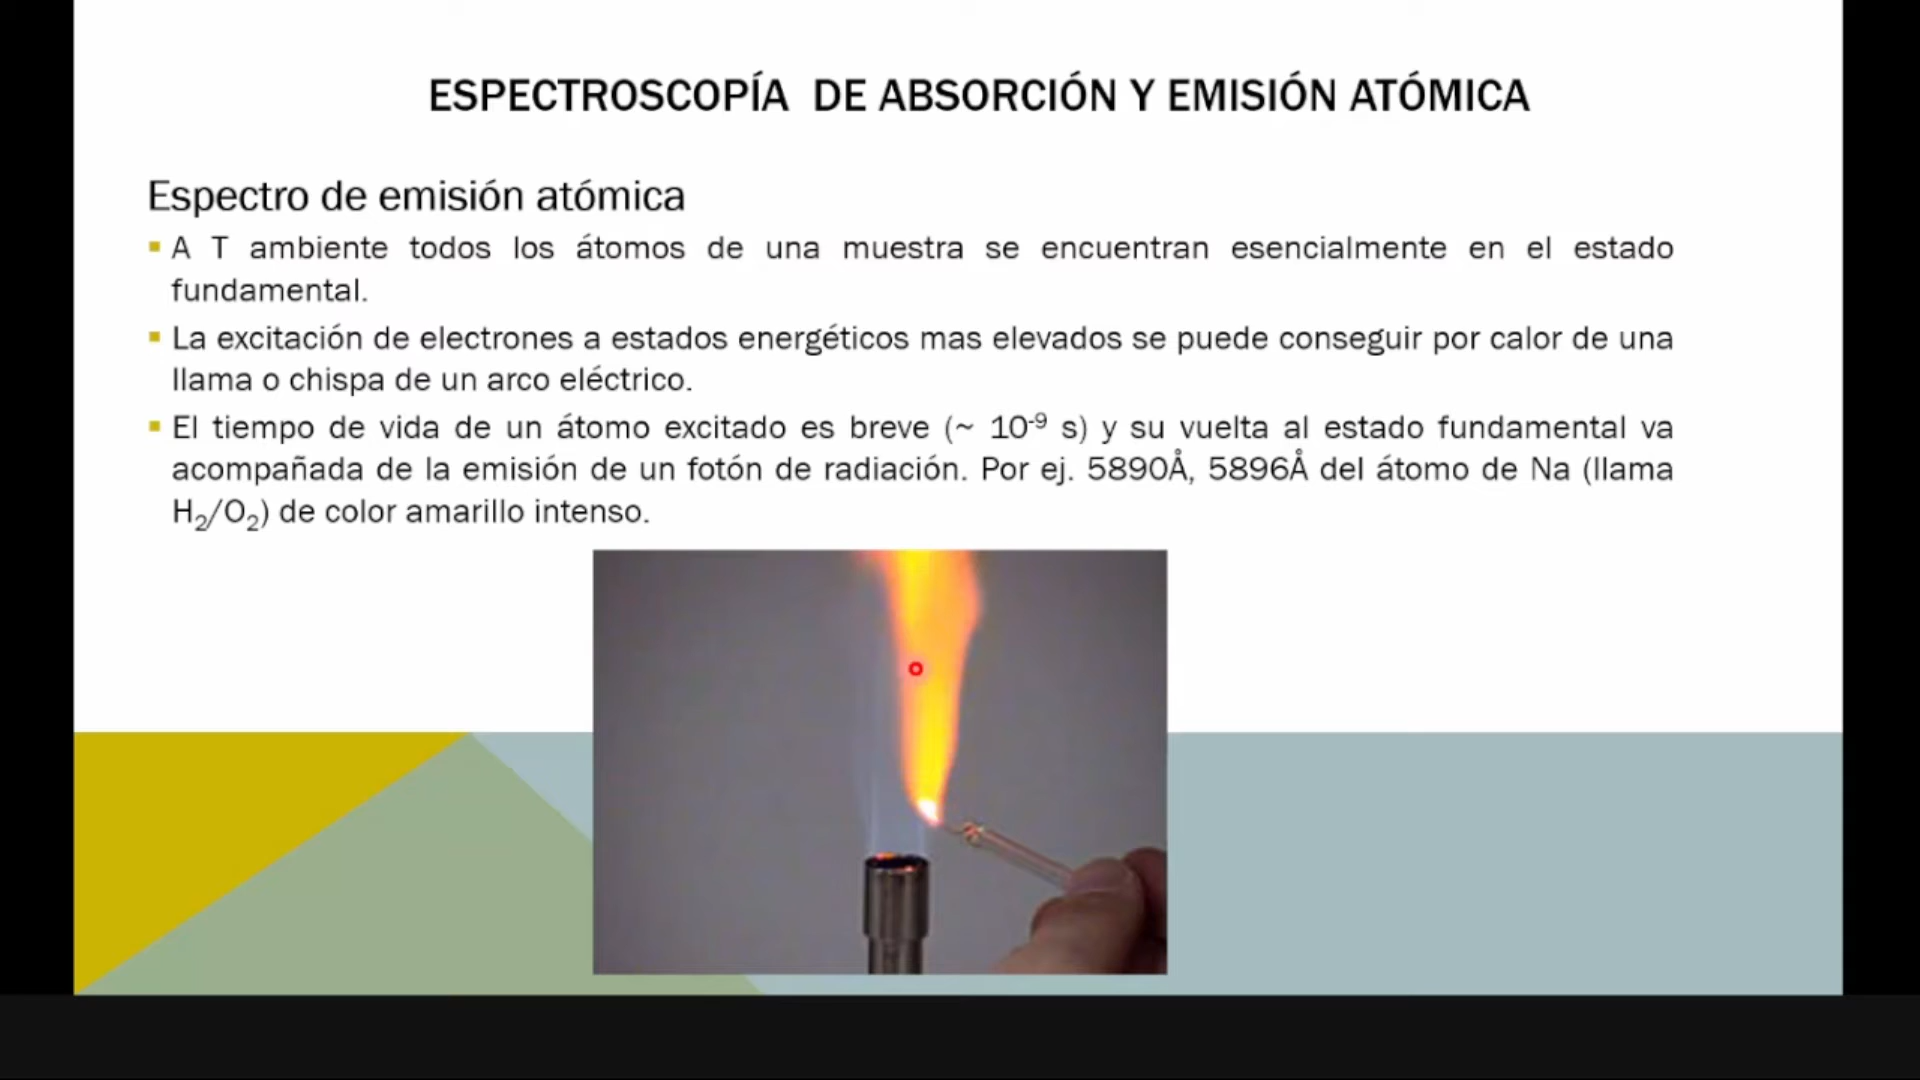 ESPECTROSCOPÍA DE ABSORCIÓN Y EMISIÓN ATÓMICA
Espectro de emisión atómica
▪ A T ambiente todos los átomos de una muestra se encuentran esencialmente en el estado
fundamental.
▪ La excitación de electrones a estados energéticos mas elevados se puede conseguir por calor de una
llama o chispa de un arco eléctrico.
▪ El tiempo de vida de un átomo excitado es breve (~ 10⁻⁹ s) y su vuelta al estado fundamental va
acompañada de la emisión de un fotón de radiación. Por ej. 5890Å, 5896Å del átomo de Na (llama
H₂/O₂) de color amarillo intenso.